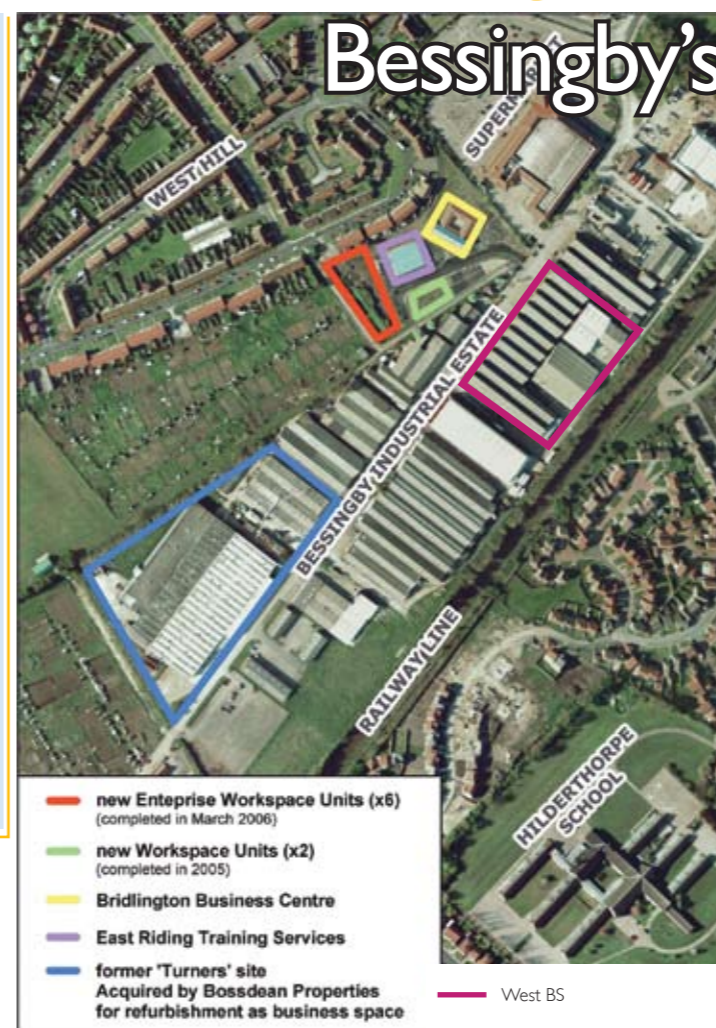 Bessingby's
SUPERMARKET
WEST HILL
BESSINGBY INDUSTRIAL ESTATE
RAILWAY LINE
HILDERTHORPE
SCHOOL
new Enteprise Workspace Units (x6)
(completed in March 2006)
new Workspace Units (x2)
(completed in 2005)
Bridlington Business Centre
East Riding Training Services
former 'Turners' site
Acquired by Bossdean Properties
for refurbishment as business space
West BS